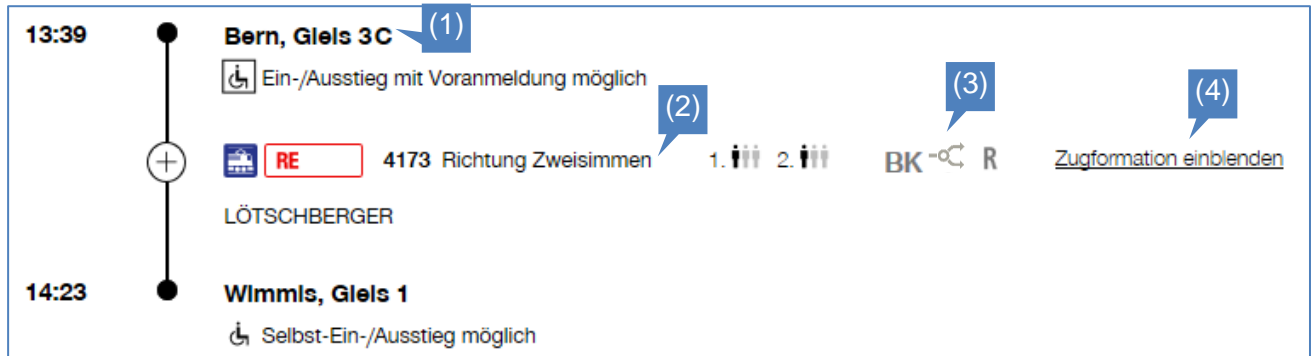 13:39 Bern, Gleis 3C (1)
Ein-/Ausstieg mit Voranmeldung möglich
(2) (3) (4)
RE 4173 Richtung Zweisimmen 1. 2. BK R Zugformation einblenden
LÖTSCHBERGER
14:23 Wimmis, Gleis 1
Selbst-Ein-/Ausstieg möglich